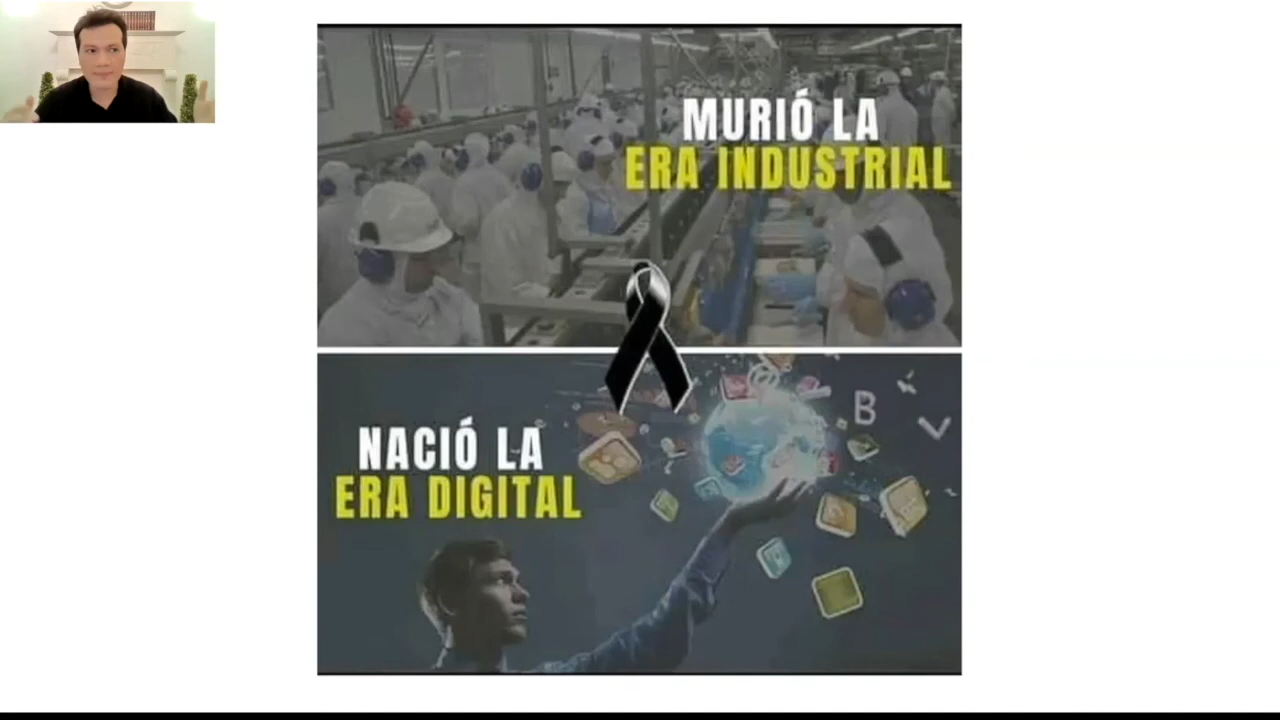 MURIÓ LA
ERA INDUSTRIAL
NACIÓ LA
ERA DIGITAL
B